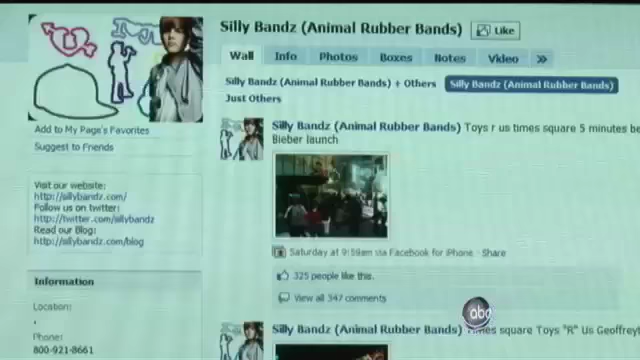 Silly Bandz (Animal Rubber Bands) Like
Wall Info Photos Boxes Notes Video »
Silly Bandz (Animal Rubber Bands) + Others Silly Bandz (Animal Rubber Bands)
Just Others
Add to My Page's Favorites
Suggest to Friends
Silly Bandz (Animal Rubber Bands) Toys r us times square 5 minutes be
Bieber launch
Visit our website:
http://sillybandz.com/
Follow us on twitter:
http://twitter.com/sillybandz
Read our Blog:
http://sillybandz.com/blog
Saturday at 9:59am via Facebook for iPhone · Share
325 people like this.
View all 347 comments
Information
Location:
,
Phone:
800-921-8661
abc
Silly Bandz (Animal Rubber Bands) Times square Toys "R" Us Geoffrey